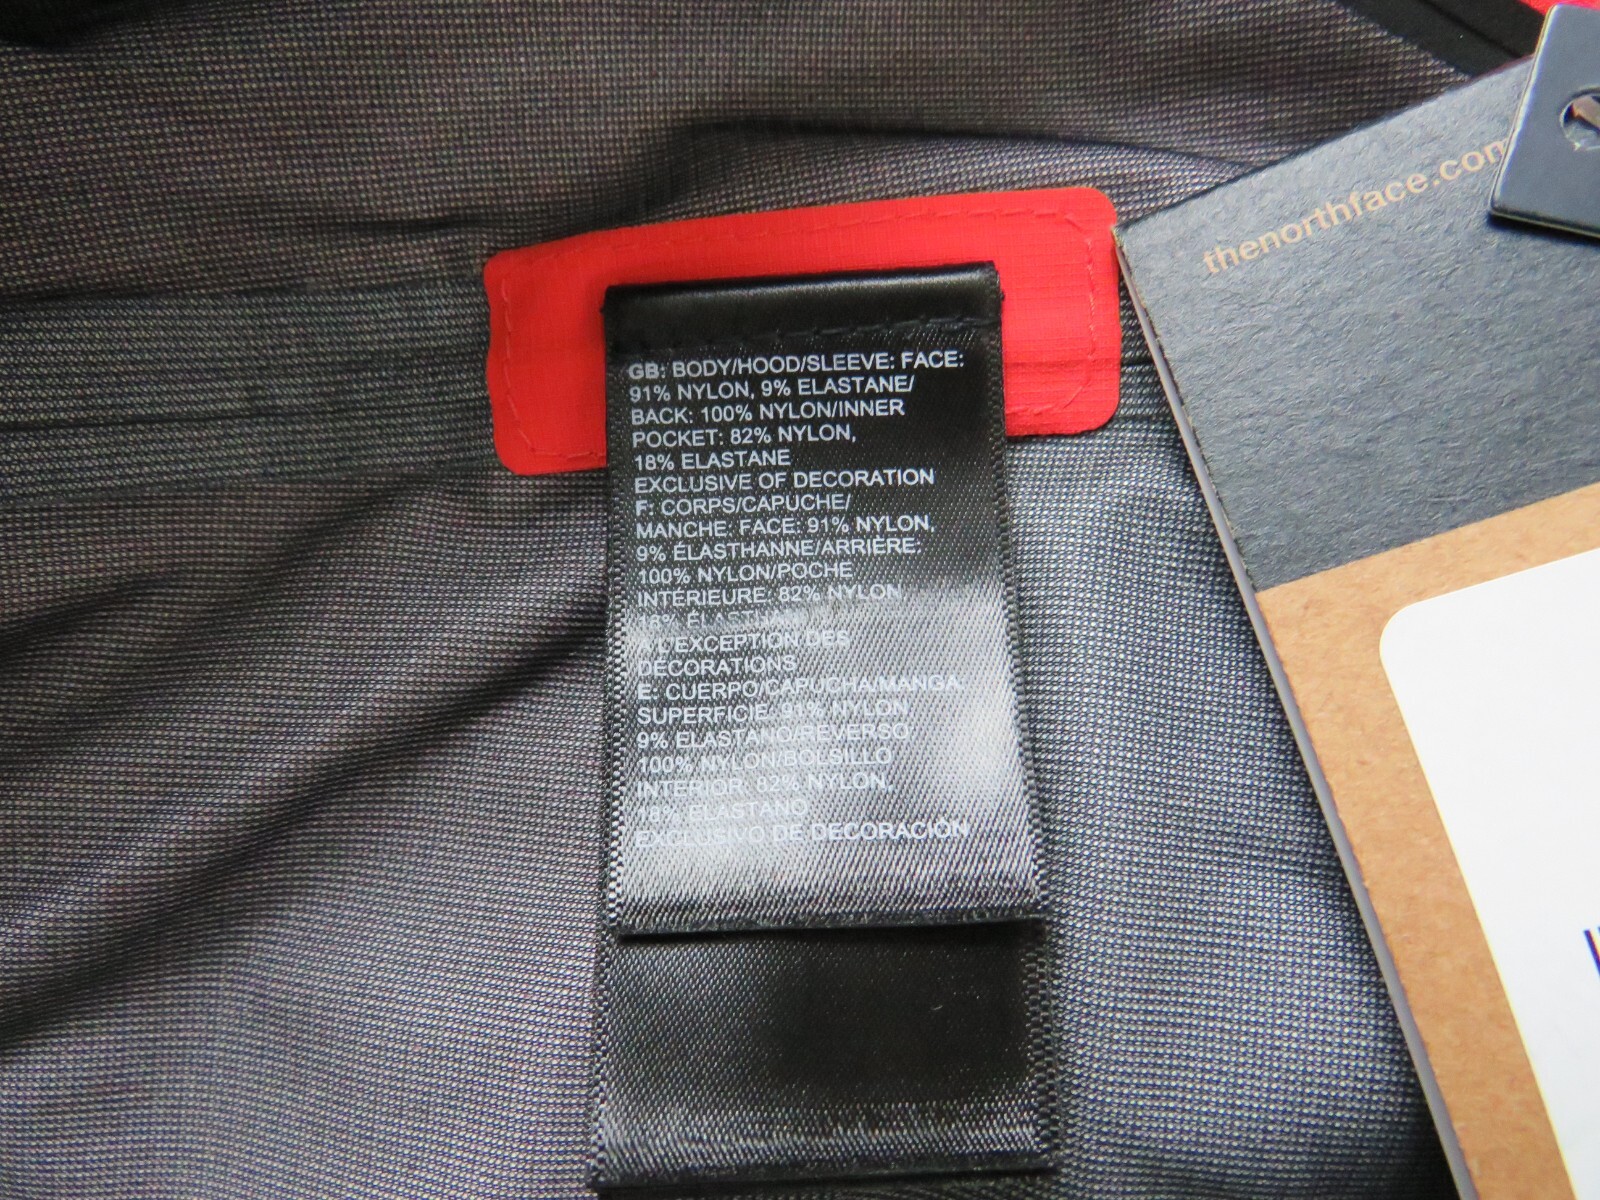 thenorthface.com
GB: BODY/HOOD/SLEEVE: FACE:
91% NYLON, 9% ELASTANE/
BACK: 100% NYLON/INNER
POCKET: 82% NYLON,
18% ELASTANE
EXCLUSIVE OF DECORATION
F: CORPS/CAPUCHE/
MANCHE: FACE: 91% NYLON,
9% ÉLASTHANNE/ARRIÈRE:
100% NYLON/POCHE
INTÉRIEURE: 82% NYLON
L'EXCEPTION DES
DÉCORATIONS
E: CUERPO/CAPUCHA/MANGA:
SUPERFICIE: 91% NYLON
9% ELASTANO/REVERSO:
100% NYLON/BOLSILLO
INTERIOR: 82% NYLON,
18% ELASTANO
EXCLUSIVO DE DECORACIÓN